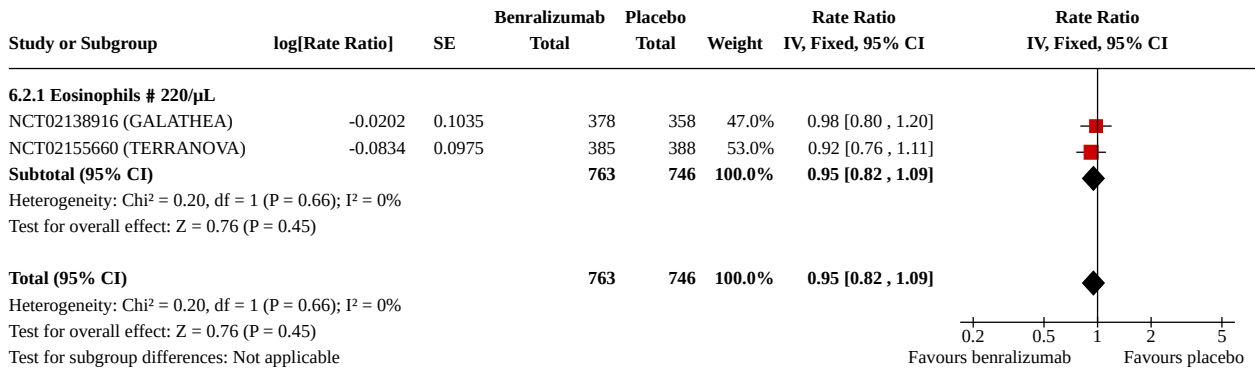 Benralizumab Placebo Rate Ratio Rate Ratio
Study or Subgroup log[Rate Ratio] SE Total Total Weight IV, Fixed, 95% CI IV, Fixed, 95% CI
6.2.1 Eosinophils # 220/μL
NCT02138916 (GALATHEA) -0.0202 0.1035 378 358 47.0% 0.98 [0.80 , 1.20]
NCT02155660 (TERRANOVA) -0.0834 0.0975 385 388 53.0% 0.92 [0.76 , 1.11]
Subtotal (95% CI) 763 746 100.0% 0.95 [0.82 , 1.09]
Heterogeneity: Chi² = 0.20, df = 1 (P = 0.66); I² = 0%
Test for overall effect: Z = 0.76 (P = 0.45)
Total (95% CI) 763 746 100.0% 0.95 [0.82 , 1.09]
Heterogeneity: Chi² = 0.20, df = 1 (P = 0.66); I² = 0%
Test for overall effect: Z = 0.76 (P = 0.45)
0.2 0.5 1 2 5
Test for subgroup differences: Not applicable Favours benralizumab Favours placebo